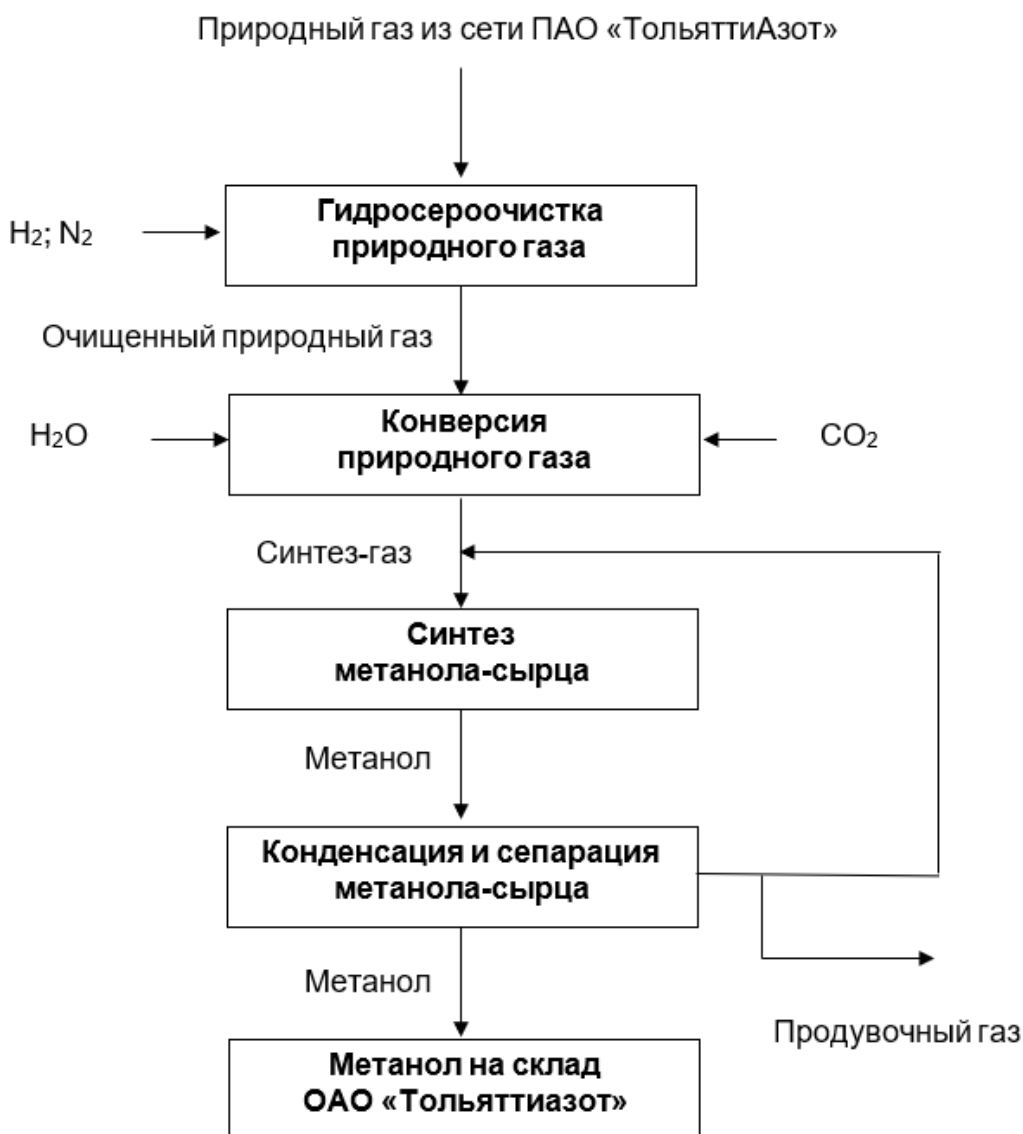 Природный газ из сети ПАО «ТольяттиАзот»
Гидросероочистка
природного газа
H2; N2
Очищенный природный газ
Конверсия
природного газа
H2O
CO2
Синтез-газ
Синтез
метанола-сырца
Метанол
Конденсация и сепарация
метанола-сырца
Метанол
Продувочный газ
Метанол на склад
ОАО «Тольяттиазот»